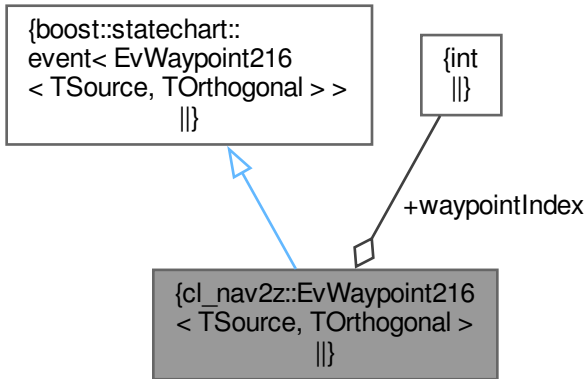 {boost::statechart::
event< EvWaypoint216
< TSource, TOrthogonal > >
||}
{int
||}
+waypointIndex
{cl_nav2z::EvWaypoint216
< TSource, TOrthogonal >
||}